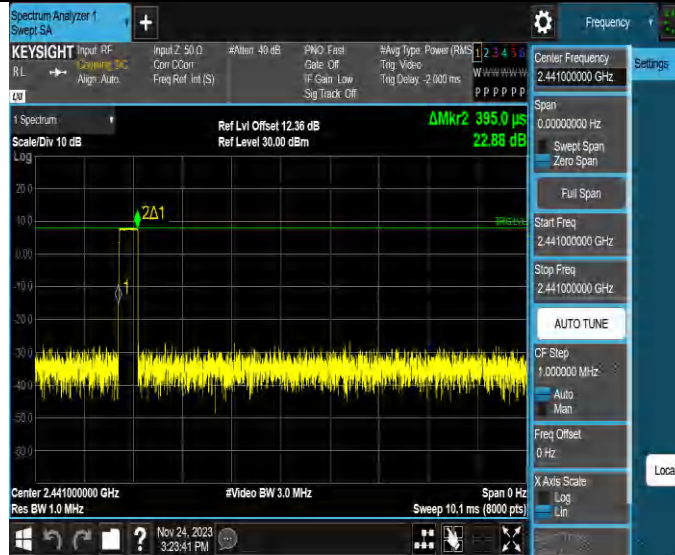 Spectrum Analyzer 1
Swept SA
+
Frequency
KEYSIGHT
Input: RF
Coupling: DC
Align: Auto
Input Z: 50 Ω
Corr CCorr
Freq Ref: Int (S)
#Atten: 40 dB
PNO: Fast
Gate: Off
IF Gain: Low
Sig Track: Off
#Avg Type: Power (RMS
Trig: Video
Trig Delay: -2.000 ms
1 2 3 4 5 6
W W W W W W
P P P P P P
RL
LXI
1 Spectrum
Scale/Div 10 dB
Log
Ref Lvl Offset 12.36 dB
Ref Level 30.00 dBm
ΔMkr2 395.0 µs
22.86 dB
20.0
10.0
0.00
-10.0
-20.0
-30.0
-40.0
-50.0
-60.0
2Δ1
1
TRIG LVL
Center 2.441000000 GHz
Res BW 1.0 MHz
#Video BW 3.0 MHz
Span 0 Hz
Sweep 10.1 ms (8000 pts)
Nov 24, 2023
3:23:41 PM
Center Frequency
2.441000000 GHz
Settings
Span
0.00000000 Hz
Swept Span
Zero Span
Full Span
Start Freq
2.441000000 GHz
Stop Freq
2.441000000 GHz
AUTO TUNE
CF Step
1.000000 MHz
Auto
Man
Freq Offset
0 Hz
X Axis Scale
Log
Lin
Loca